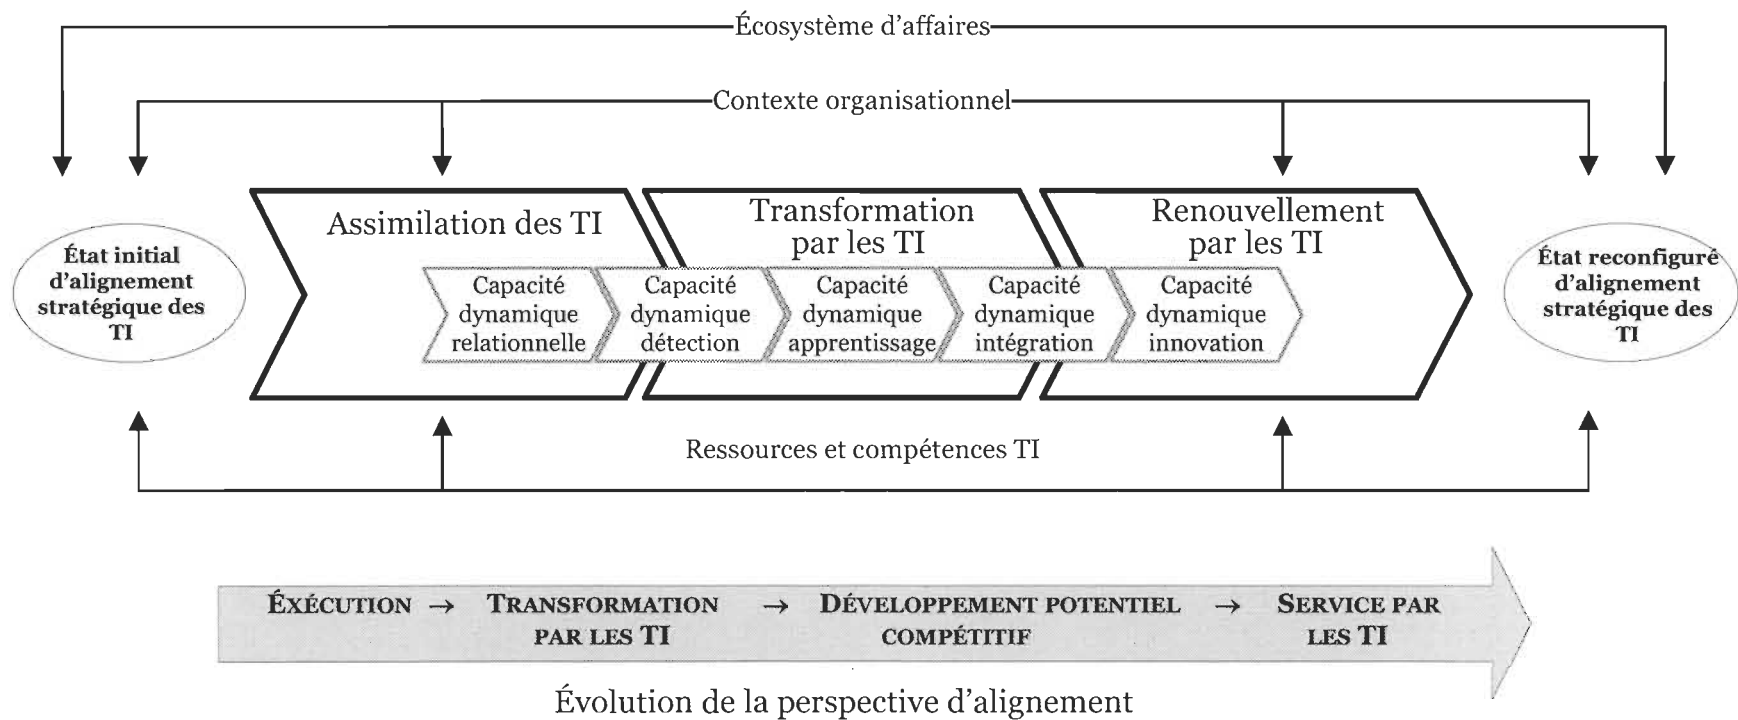 Écosystème d'affaires
Contexte organisationnel
État initial
d'alignement
stratégique des
TI
Assimilation des TI
Transformation
par les TI
Renouvellement
par les TI
Capacité
dynamique
relationnelle
Capacité
dynamique
détection
Capacité
dynamique
apprentissage
Capacité
dynamique
intégration
Capacité
dynamique
innovation
État reconfiguré
d'alignement
stratégique des
TI
Ressources et compétences TI
ÉXÉCUTION → TRANSFORMATION → DÉVELOPPEMENT POTENTIEL → SERVICE PAR
PAR LES TI COMPÉTITIF LES TI
Évolution de la perspective d'alignement